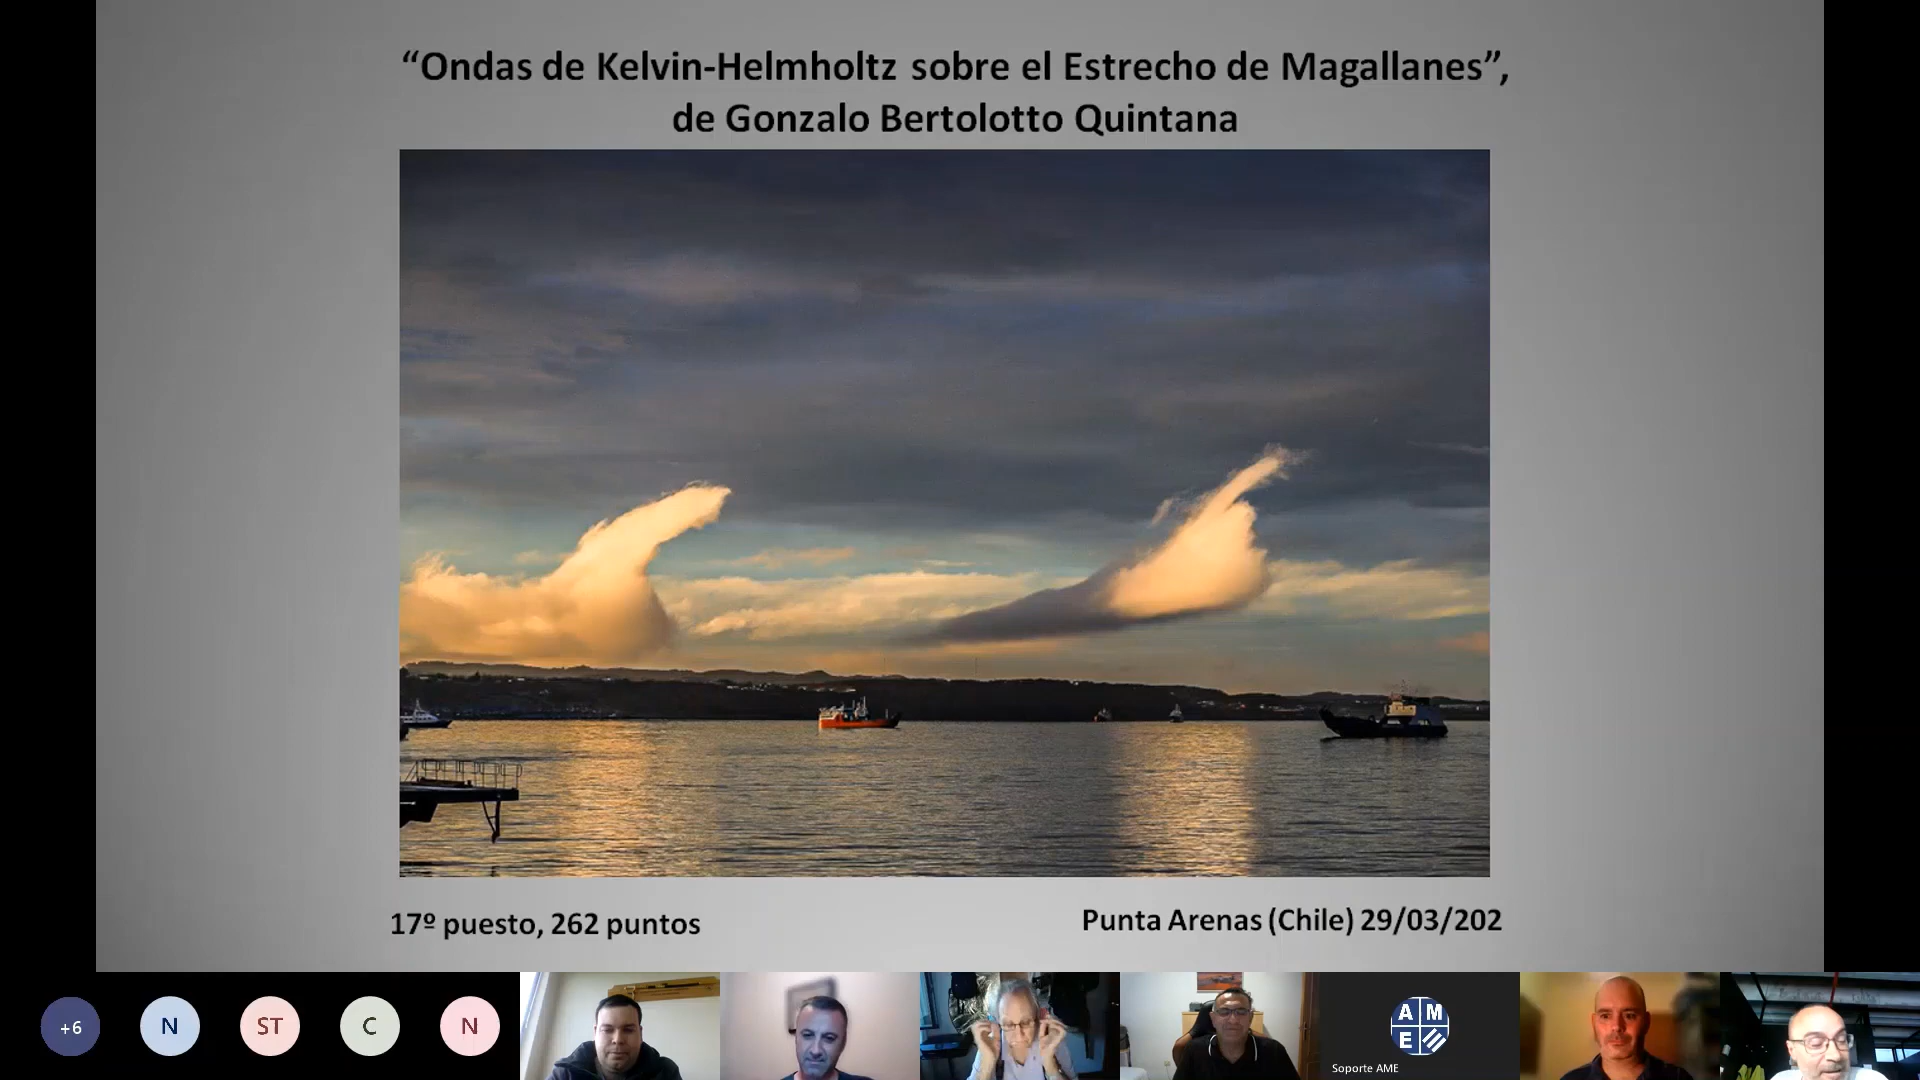 “Ondas de Kelvin-Helmholtz sobre el Estrecho de Magallanes”,
de Gonzalo Bertolotto Quintana
17º puesto, 262 puntos
Punta Arenas (Chile) 29/03/202
+6
N
ST
C
N
A M
E
Soporte AME